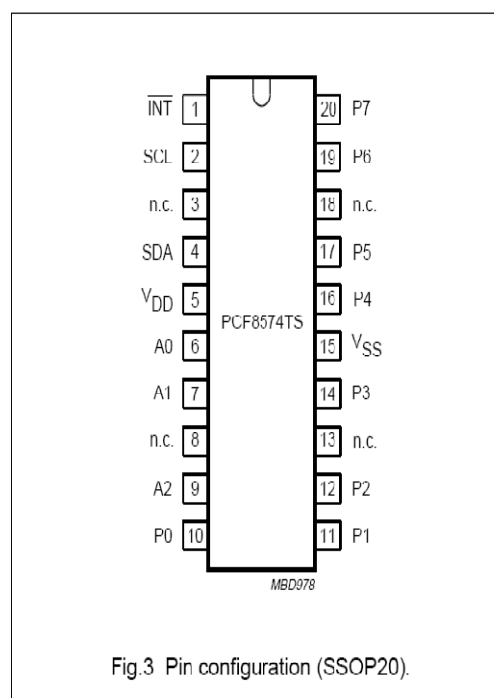 INT 1 20 P7
SCL 2 19 P6
n.c. 3 18 n.c.
SDA 4 17 P5
VDD 5 16 P4
PCF8574TS
A0 6 15 VSS
A1 7 14 P3
n.c. 8 13 n.c.
A2 9 12 P2
P0 10 11 P1
MBD978
Fig.3 Pin configuration (SSOP20).